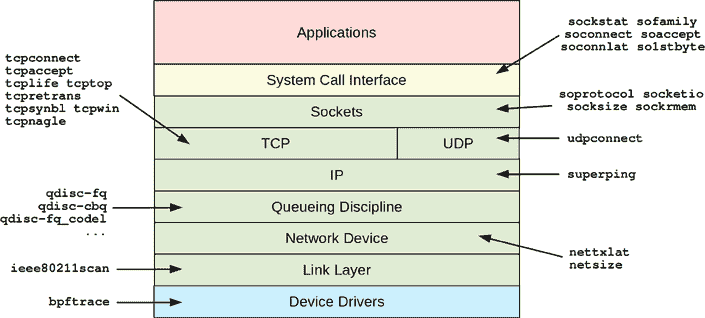 Applications
System Call Interface
Sockets
TCP
UDP
IP
Queueing Discipline
Network Device
Link Layer
Device Drivers
tcpconnect
tcpaccept
tcplife tcptop
tcpretrans
tcpsynbl tcpwin
tcpnagle
qdisc-fq
qdisc-cbq
qdisc-fq_codel
...
ieee80211scan
bpftrace
sockstat sofamily
soconnect soaccept
soconnlat so1stbyte
soprotocol socketio
socksize sockrmem
udpconnect
superping
nettxlat
netsize